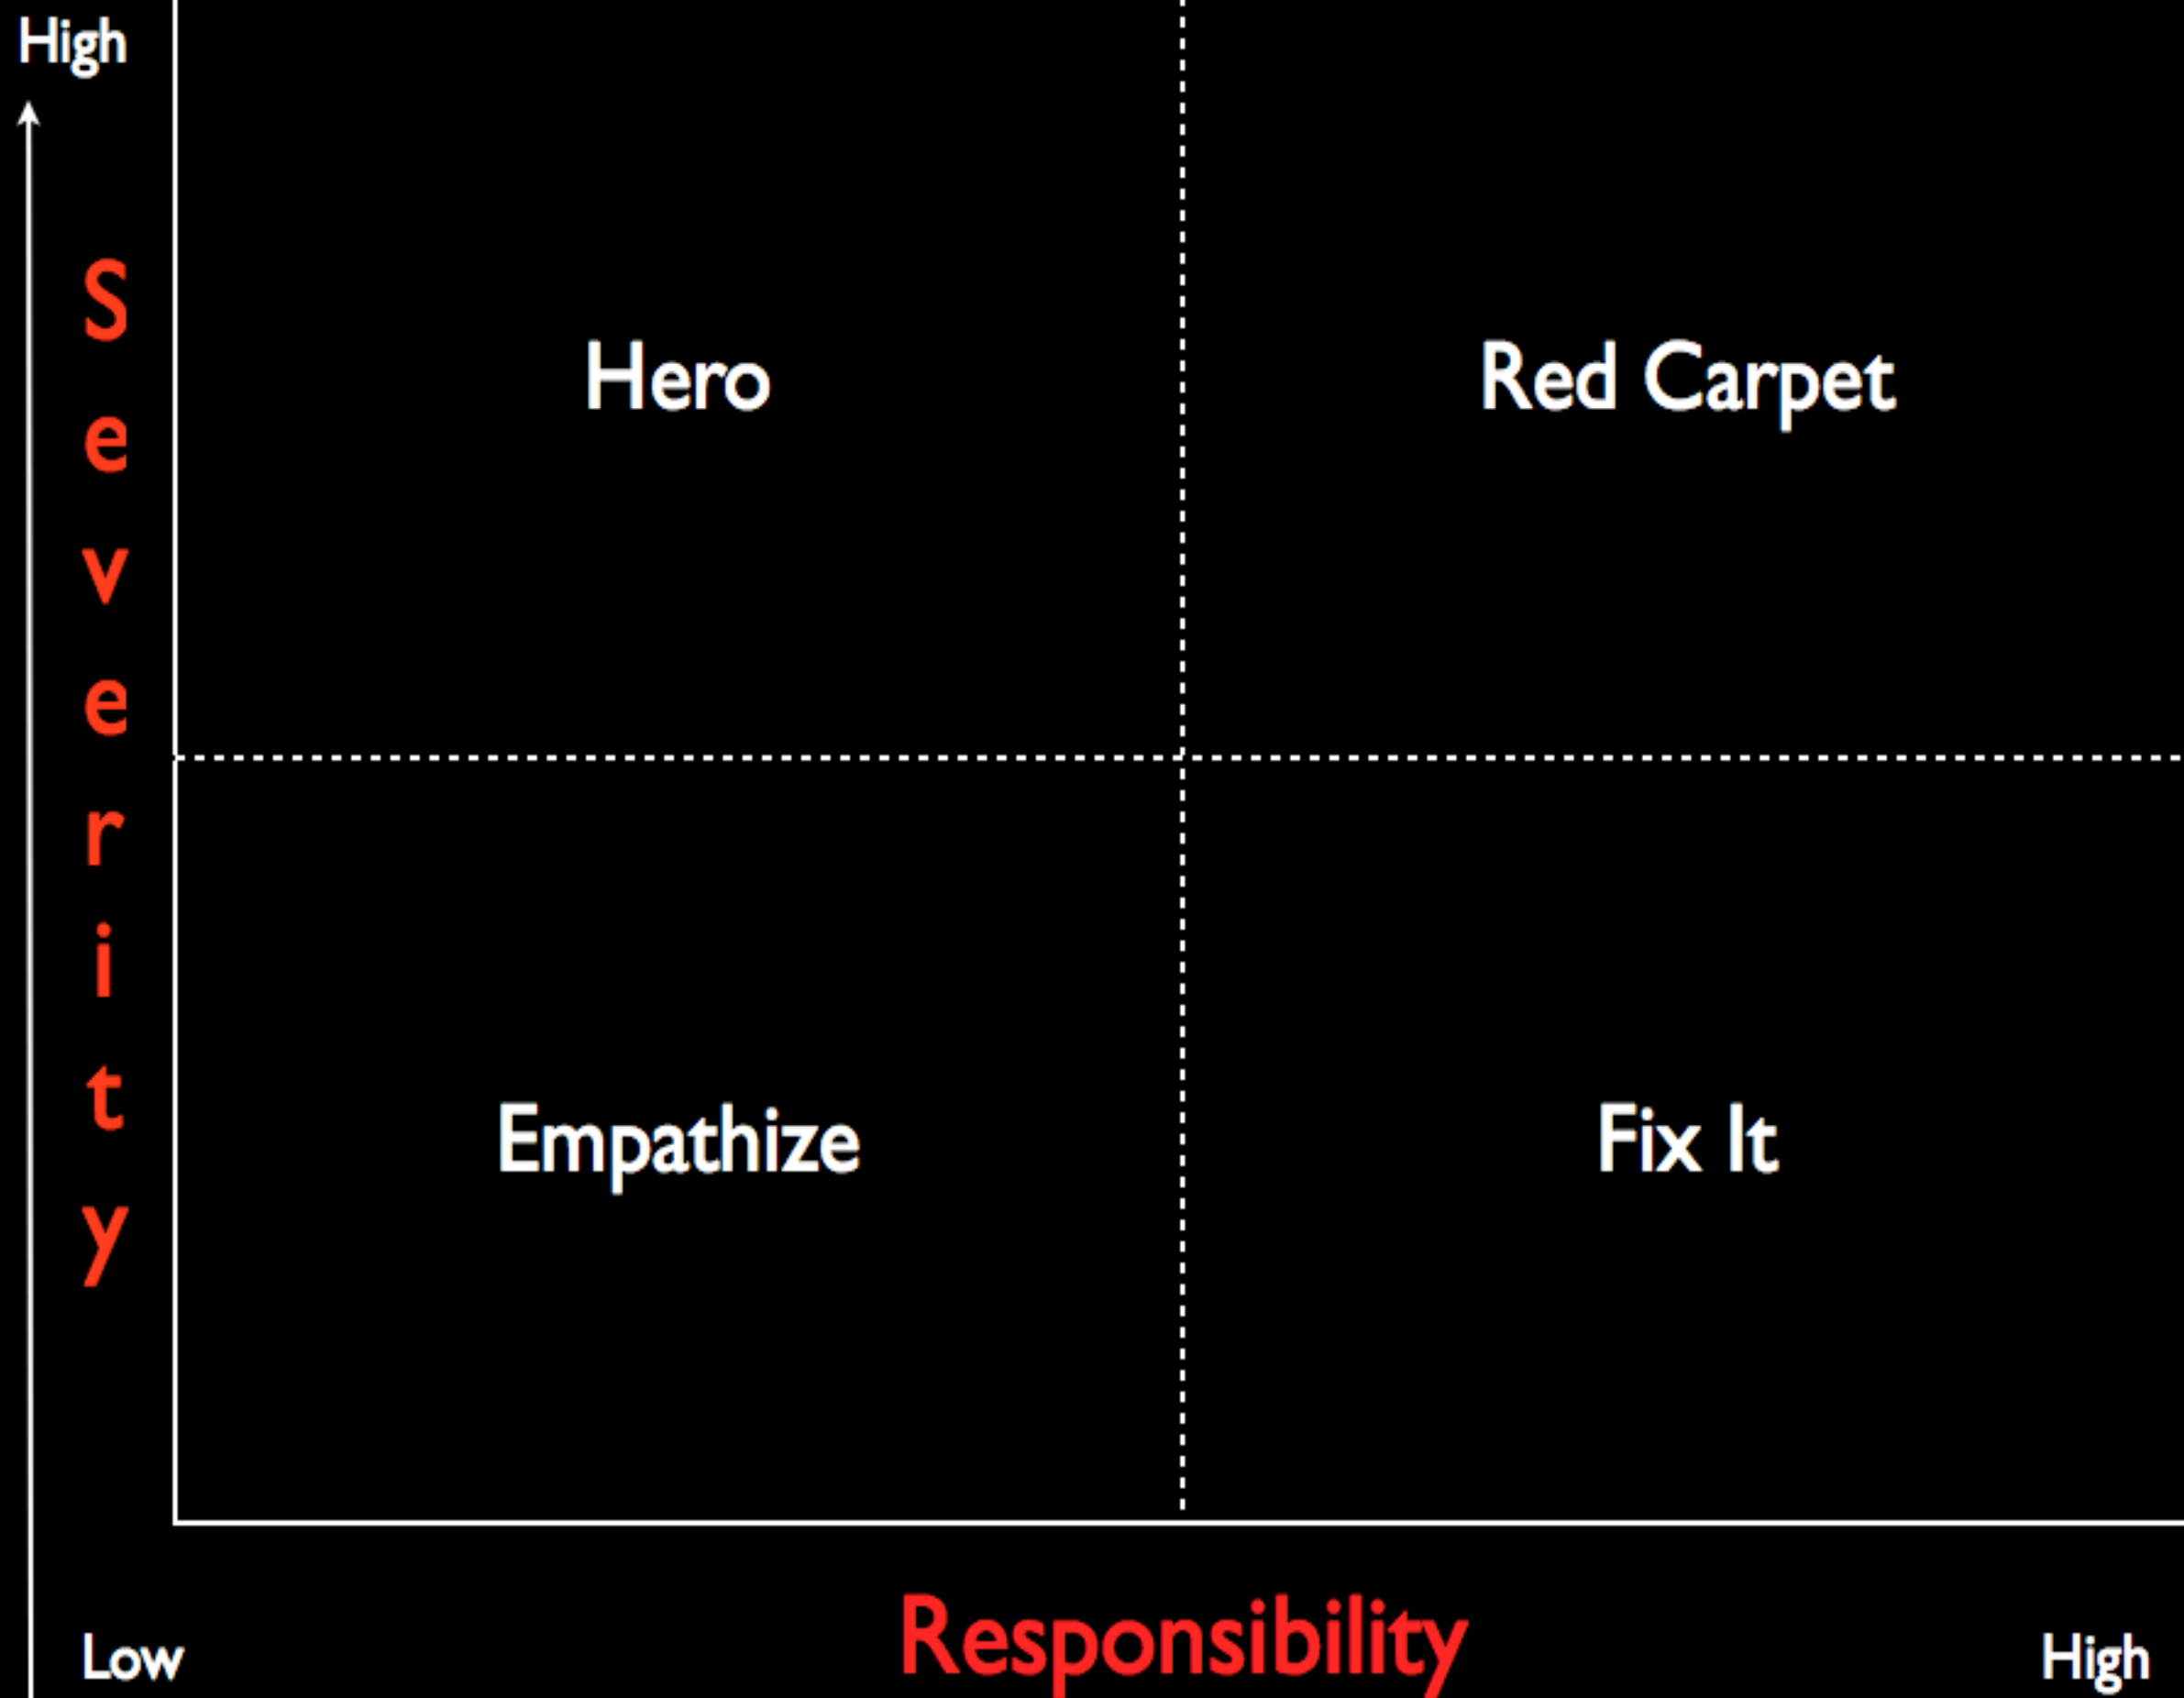 High
Severity
Hero
Red Carpet
Empathize
Fix It
Low
Responsibility
High